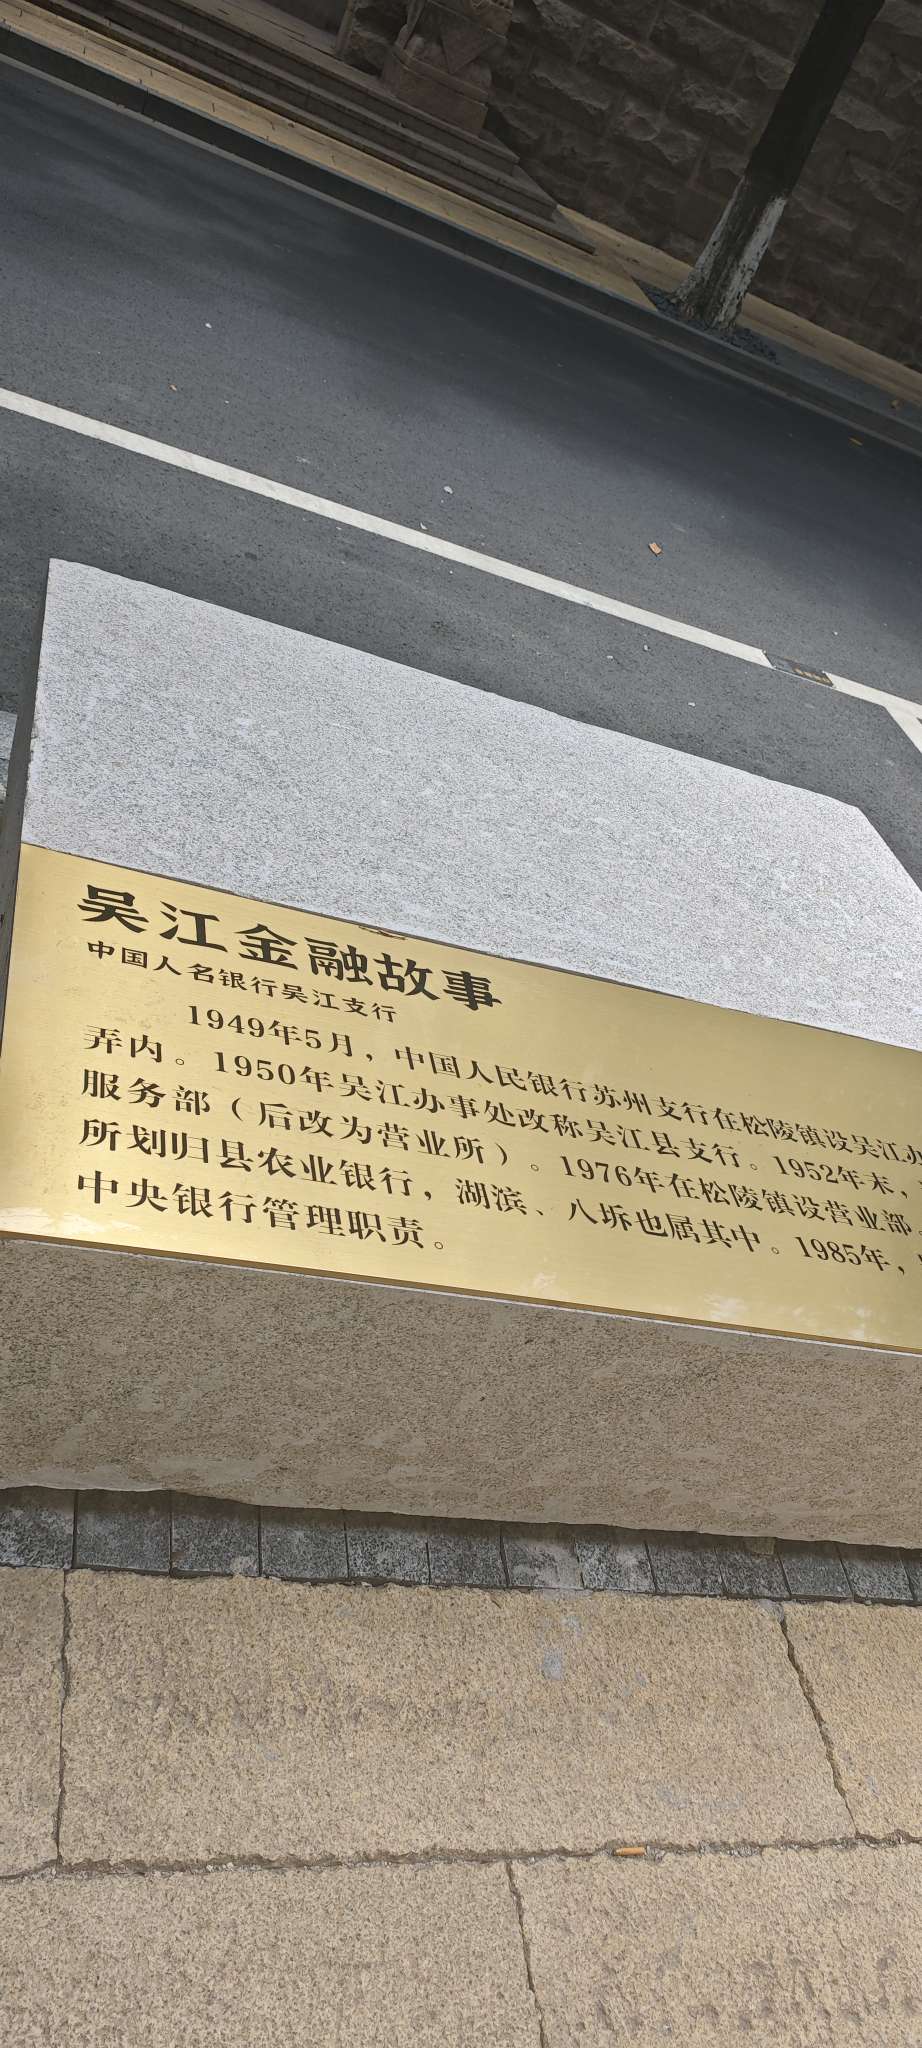 吴江金融故事
中国人名银行吴江支行
1949年5月，中国人民银行苏州支行在松陵镇设吴江办
弄内。1950年吴江办事处改称吴江县支行。1952年末，
服务部（后改为营业所）。1976年在松陵镇设营业部。
所划归县农业银行，湖滨、八坼也属其中。1985年，
中央银行管理职责。